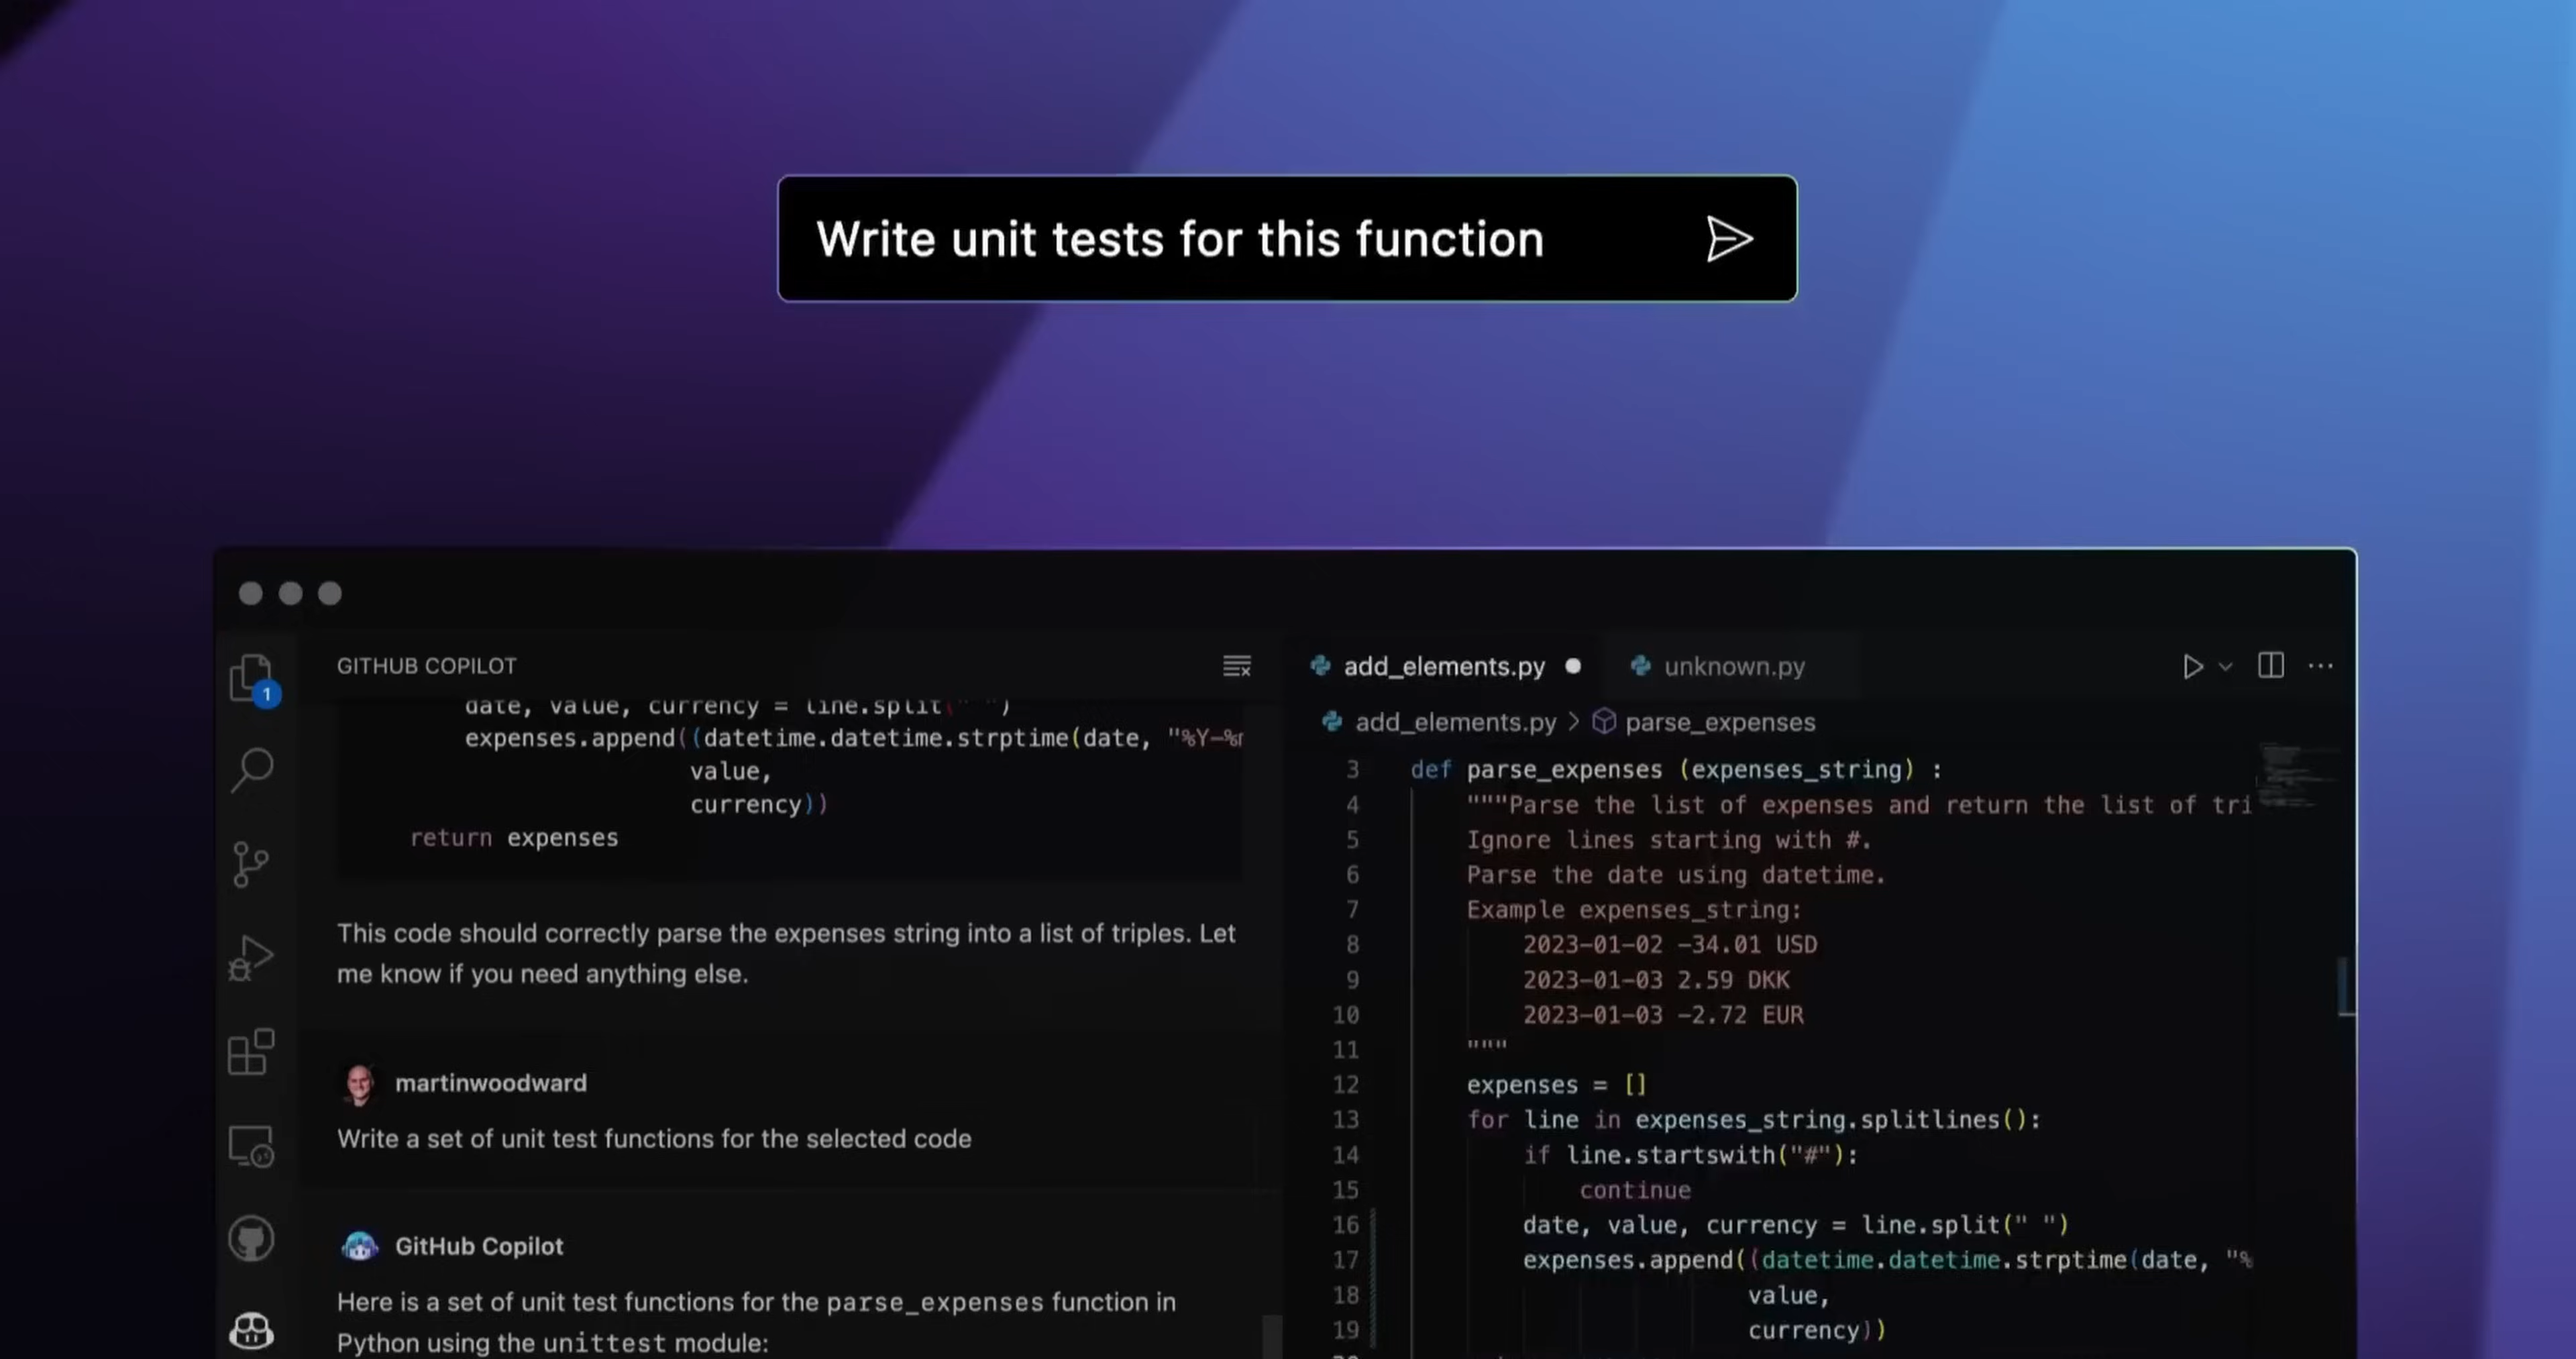 Write unit tests for this function
1
GITHUB COPILOT
date, value, currency = line.split(" ")
expenses.append((datetime.datetime.strptime(date, "%Y-%
value,
currency))
return expenses
This code should correctly parse the expenses string into a list of triples. Let
me know if you need anything else.
martinwoodward
Write a set of unit test functions for the selected code
GitHub Copilot
Here is a set of unit test functions for the parse_expenses function in
Python using the unittest module:
add_elements.py
unknown.py
add_elements.py > parse_expenses
3 def parse_expenses (expenses_string) :
4 """Parse the list of expenses and return the list of tri
5 Ignore lines starting with #.
6 Parse the date using datetime.
7 Example expenses_string:
8 2023-01-02 -34.01 USD
9 2023-01-03 2.59 DKK
10 2023-01-03 -2.72 EUR
11 """
12 expenses = []
13 for line in expenses_string.splitlines():
14 if line.startswith("#"):
15 continue
16 date, value, currency = line.split(" ")
17 expenses.append((datetime.datetime.strptime(date, "%
18 value,
19 currency))